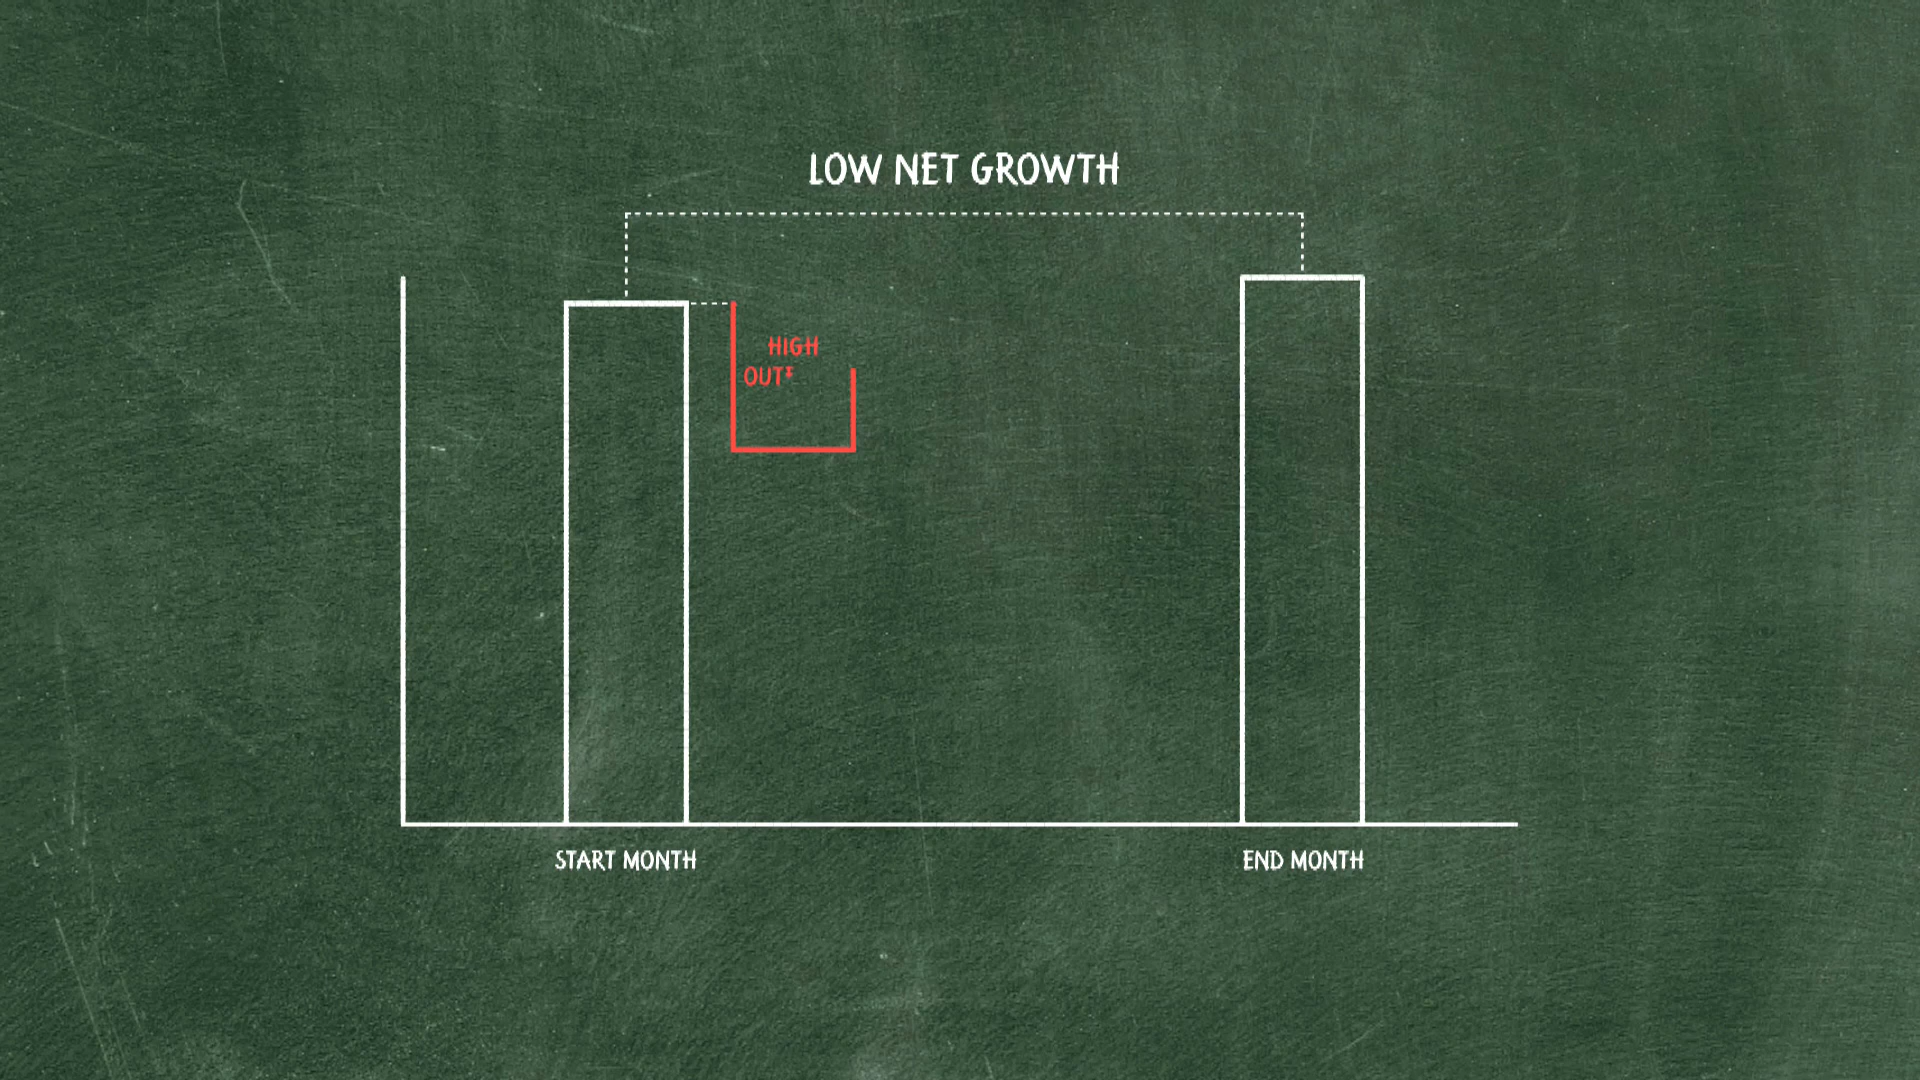 LOW NET GROWTH
HIGH
OUT
START MONTH
END MONTH